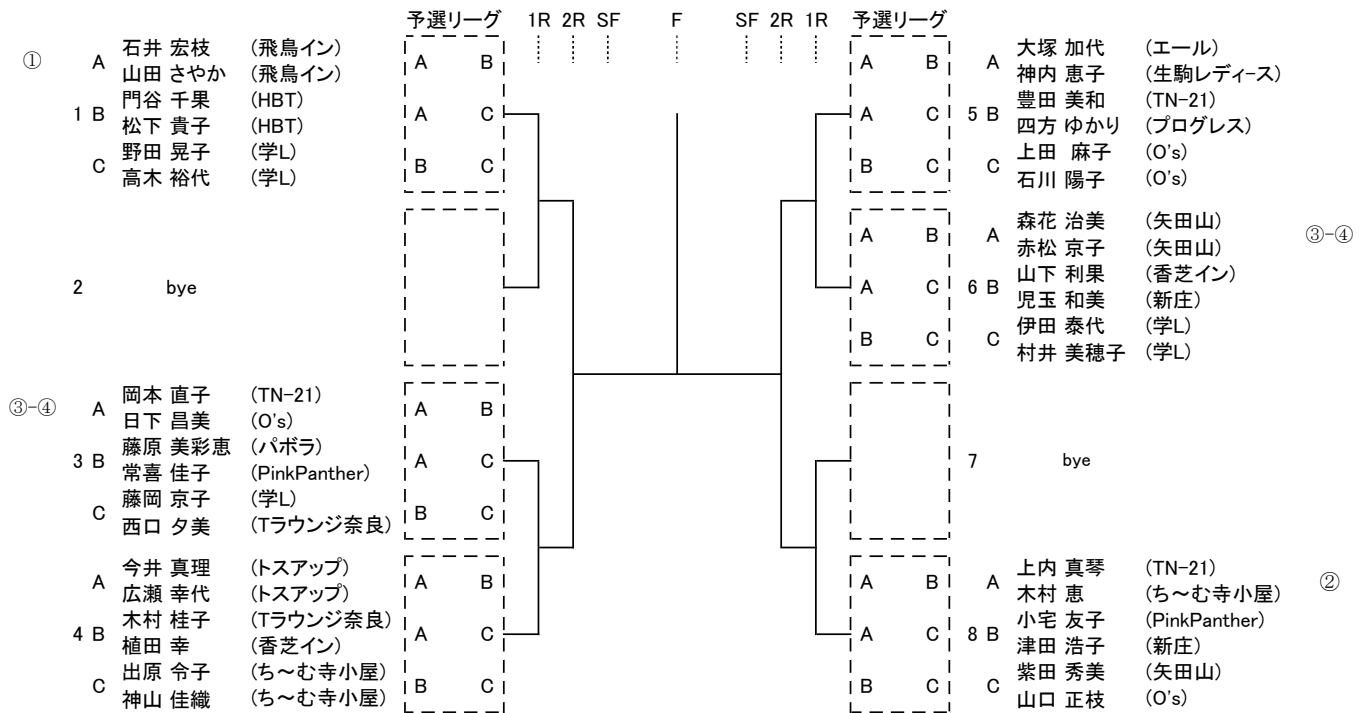 予選リーグ 1R 2R SF F SF 2R 1R 予選リーグ
① A 石井 宏枝 (飛鳥イン)
山田 さやか (飛鳥イン)
1 B 門谷 千果 (HBT)
松下 貴子 (HBT)
C 野田 晃子 (学L)
高木 裕代 (学L)
A B
A C
B C
2 bye
③-④ A 岡本 直子 (TN-21)
日下 昌美 (O's)
3 B 藤原 美彩恵 (パボラ)
常喜 佳子 (PinkPanther)
C 藤岡 京子 (学L)
西口 夕美 (Tラウンジ奈良)
A B
A C
B C
A 今井 真理 (トスアップ)
広瀬 幸代 (トスアップ)
4 B 木村 桂子 (Tラウンジ奈良)
植田 幸 (香芝イン)
C 出原 令子 (ち～む寺小屋)
神山 佳織 (ち～む寺小屋)
A B
A C
B C
A B
A C
B C
A 大塚 加代 (エール)
神内 恵子 (生駒レディース)
5 B 豊田 美和 (TN-21)
四方 ゆかり (プログレス)
C 上田 麻子 (O's)
石川 陽子 (O's)
A B
A C
B C
A 森花 治美 (矢田山) ③-④
赤松 京子 (矢田山)
6 B 山下 利果 (香芝イン)
児玉 和美 (新庄)
C 伊田 泰代 (学L)
村井 美穂子 (学L)
7 bye
A B
A C
B C
A 上内 真琴 (TN-21) ②
木村 恵 (ち～む寺小屋)
8 B 小宅 友子 (PinkPanther)
津田 浩子 (新庄)
C 紫田 秀美 (矢田山)
山口 正枝 (O's)